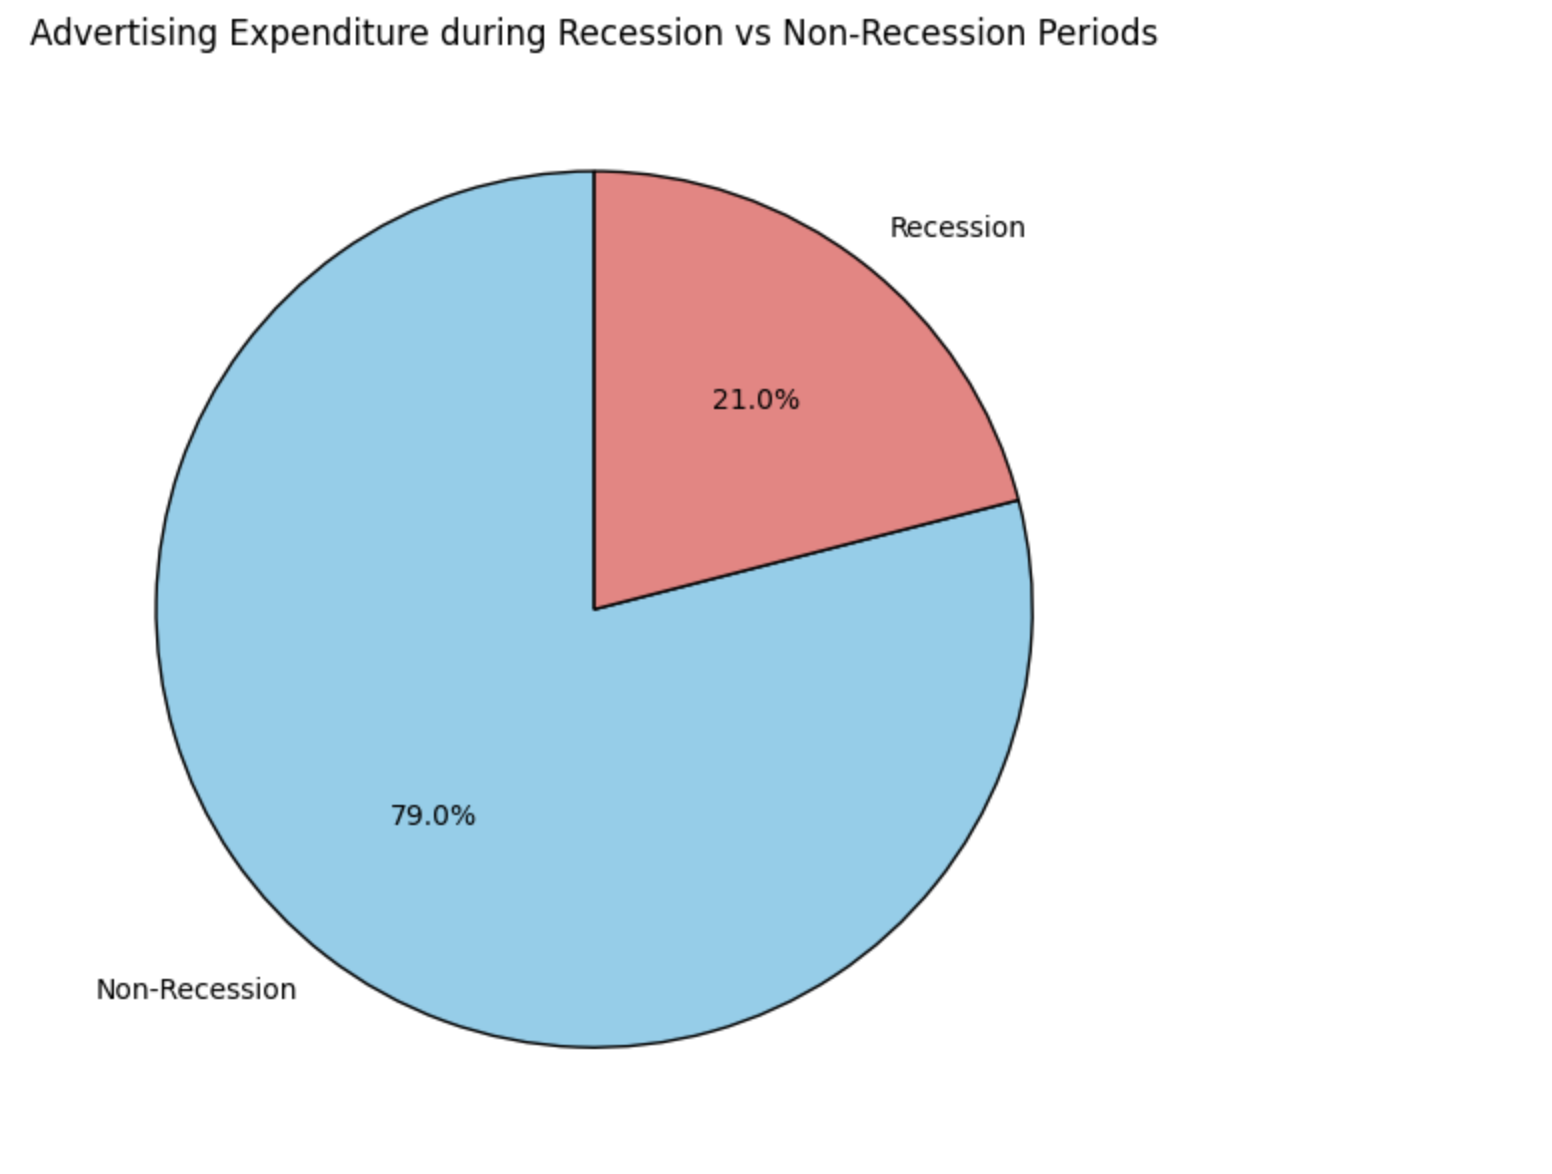 Advertising Expenditure during Recession vs Non-Recession Periods
Recession
21.0%
79.0%
Non-Recession